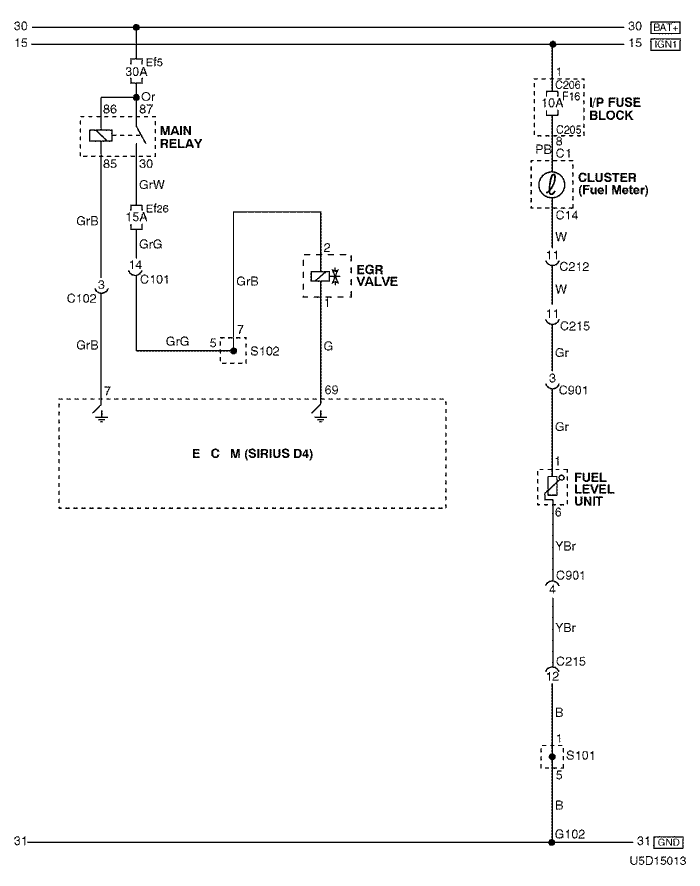 30
30 BAT+
15
15 IGN1
Ef5
30A
Or
86 87
MAIN
RELAY
85 30
GrW
Ef26
15A
GrB
GrG
14
C101
3
C102
GrB
GrG
5
7
S102
GrB
2
EGR
VALVE
1
G
7
69
E C M (SIRIUS D4)
1
C206
F16
10A
I/P FUSE
BLOCK
C205
8
PB
C1
CLUSTER
(Fuel Meter)
ℓ
C14
W
11
C212
W
11
C215
Gr
3
C901
Gr
1
FUEL
LEVEL
UNIT
6
YBr
C901
4
YBr
C215
12
B
1
S101
5
B
G102
31
31 GND
U5D15013